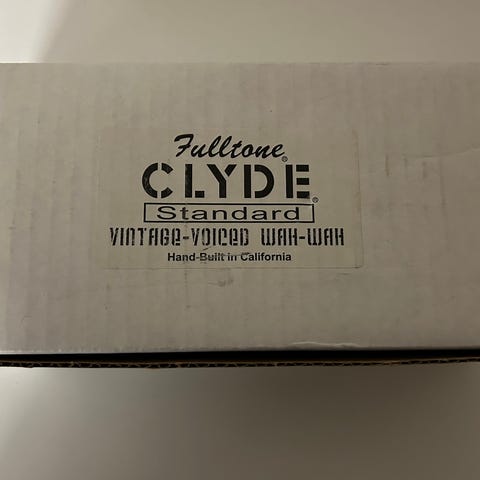 Fulltone®
CLYDE®
Standard
VINTAGE-VOICED WAH-WAH
Hand-Built in California